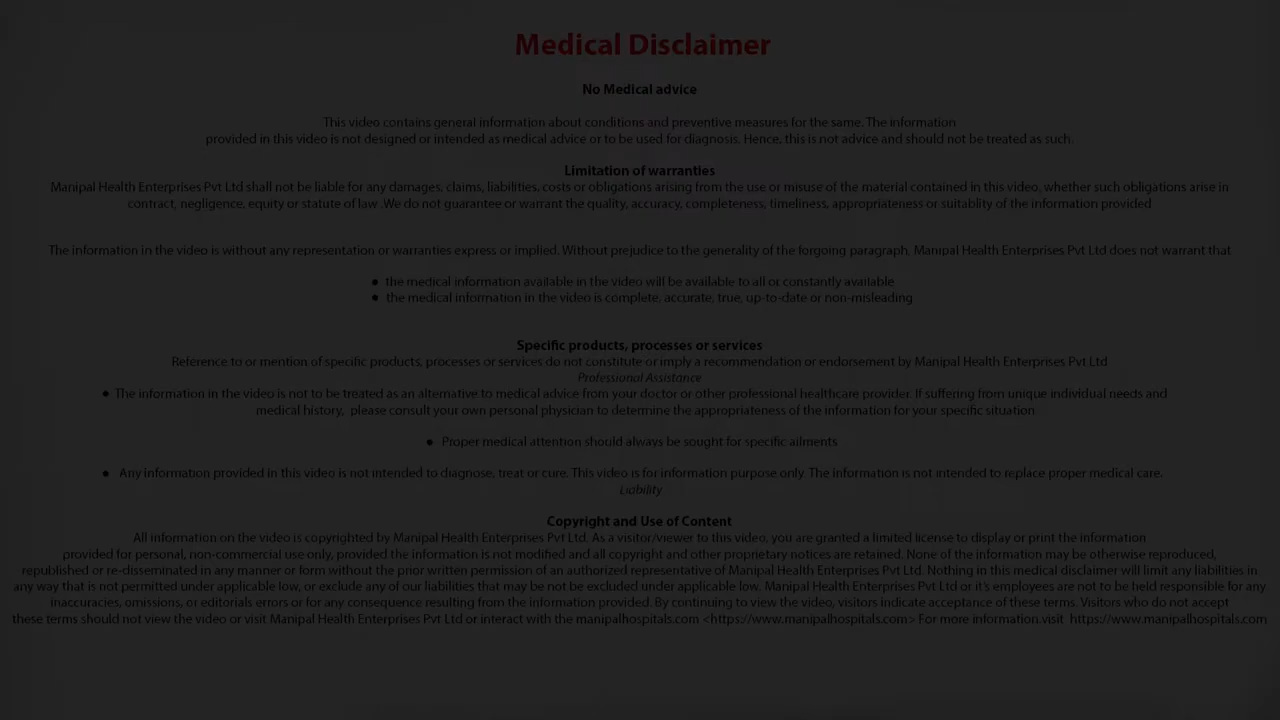 Medical Disclaimer
No Medical advice
This video contains general information about conditions and preventive measures for the same. The information
provided in this video is not designed or intended as medical advice or to be used for diagnosis. Hence, this is not advice and should not be treated as such.
Limitation of warranties
Manipal Health Enterprises Pvt Ltd shall not be liable for any damages, claims, liabilities, costs or obligations arising from the use or misuse of the material contained in this video, whether such obligations arise in
contract, negligence, equity or statute of law .We do not guarantee or warrant the quality, accuracy, completeness, timeliness, appropriateness or suitablity of the information provided
The information in the video is without any representation or warranties express or implied. Without prejudice to the generality of the forgoing paragraph, Manipal Health Enterprises Pvt Ltd does not warrant that
● the medical information available in the video will be available to all or constantly available
● the medical information in the video is complete, accurate, true, up-to-date or non-misleading
Specific products, processes or services
Reference to or mention of specific products, processes or services do not constitute or imply a recommendation or endorsement by Manipal Health Enterprises Pvt Ltd
Professional Assistance
● The information in the video is not to be treated as an alternative to medical advice from your doctor or other professional healthcare provider. If suffering from unique individual needs and
medical history, please consult your own personal physician to determine the appropriateness of the information for your specific situation
● Proper medical attention should always be sought for specific ailments
● Any information provided in this video is not intended to diagnose, treat or cure. This video is for information purpose only. The information is not intended to replace proper medical care.
Liability
Copyright and Use of Content
All information on the video is copyrighted by Manipal Health Enterprises Pvt Ltd. As a visitor/viewer to this video, you are granted a limited license to display or print the information
provided for personal, non-commercial use only, provided the information is not modified and all copyright and other proprietary notices are retained. None of the information may be otherwise reproduced,
republished or re-disseminated in any manner or form without the prior written permission of an authorized representative of Manipal Health Enterprises Pvt Ltd. Nothing in this medical disclaimer will limit any liabilities in
any way that is not permitted under applicable low, or exclude any of our liabilities that may be not be excluded under applicable low. Manipal Health Enterprises Pvt Ltd or it's employees are not to be held responsible for any
inaccuracies, omissions, or editorials errors or for any consequence resulting from the information provided. By continuing to view the video, visitors indicate acceptance of these terms. Visitors who do not accept
these terms should not view the video or visit Manipal Health Enterprises Pvt Ltd or interact with the manipalhospitals.com <https://www.manipalhospitals.com> For more information visit https://www.manipalhospitals.com